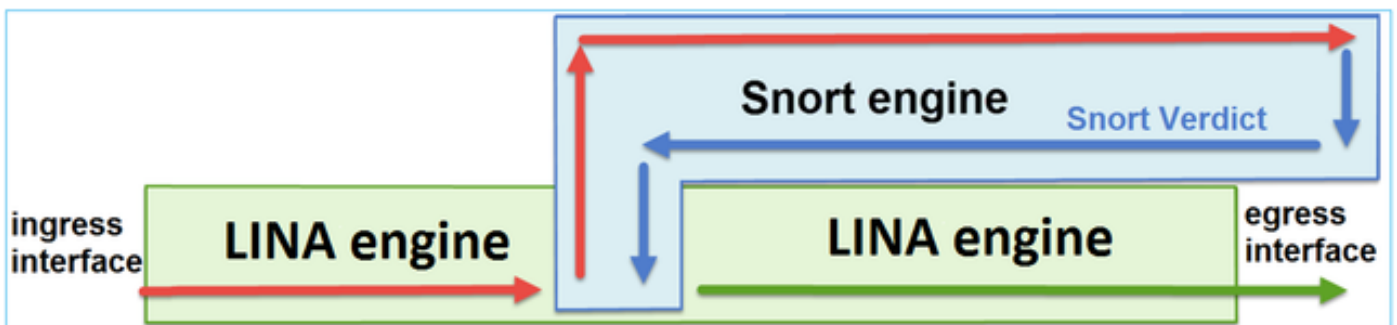 Snort engine
Snort Verdict
ingress
interface
LINA engine
LINA engine
egress
interface